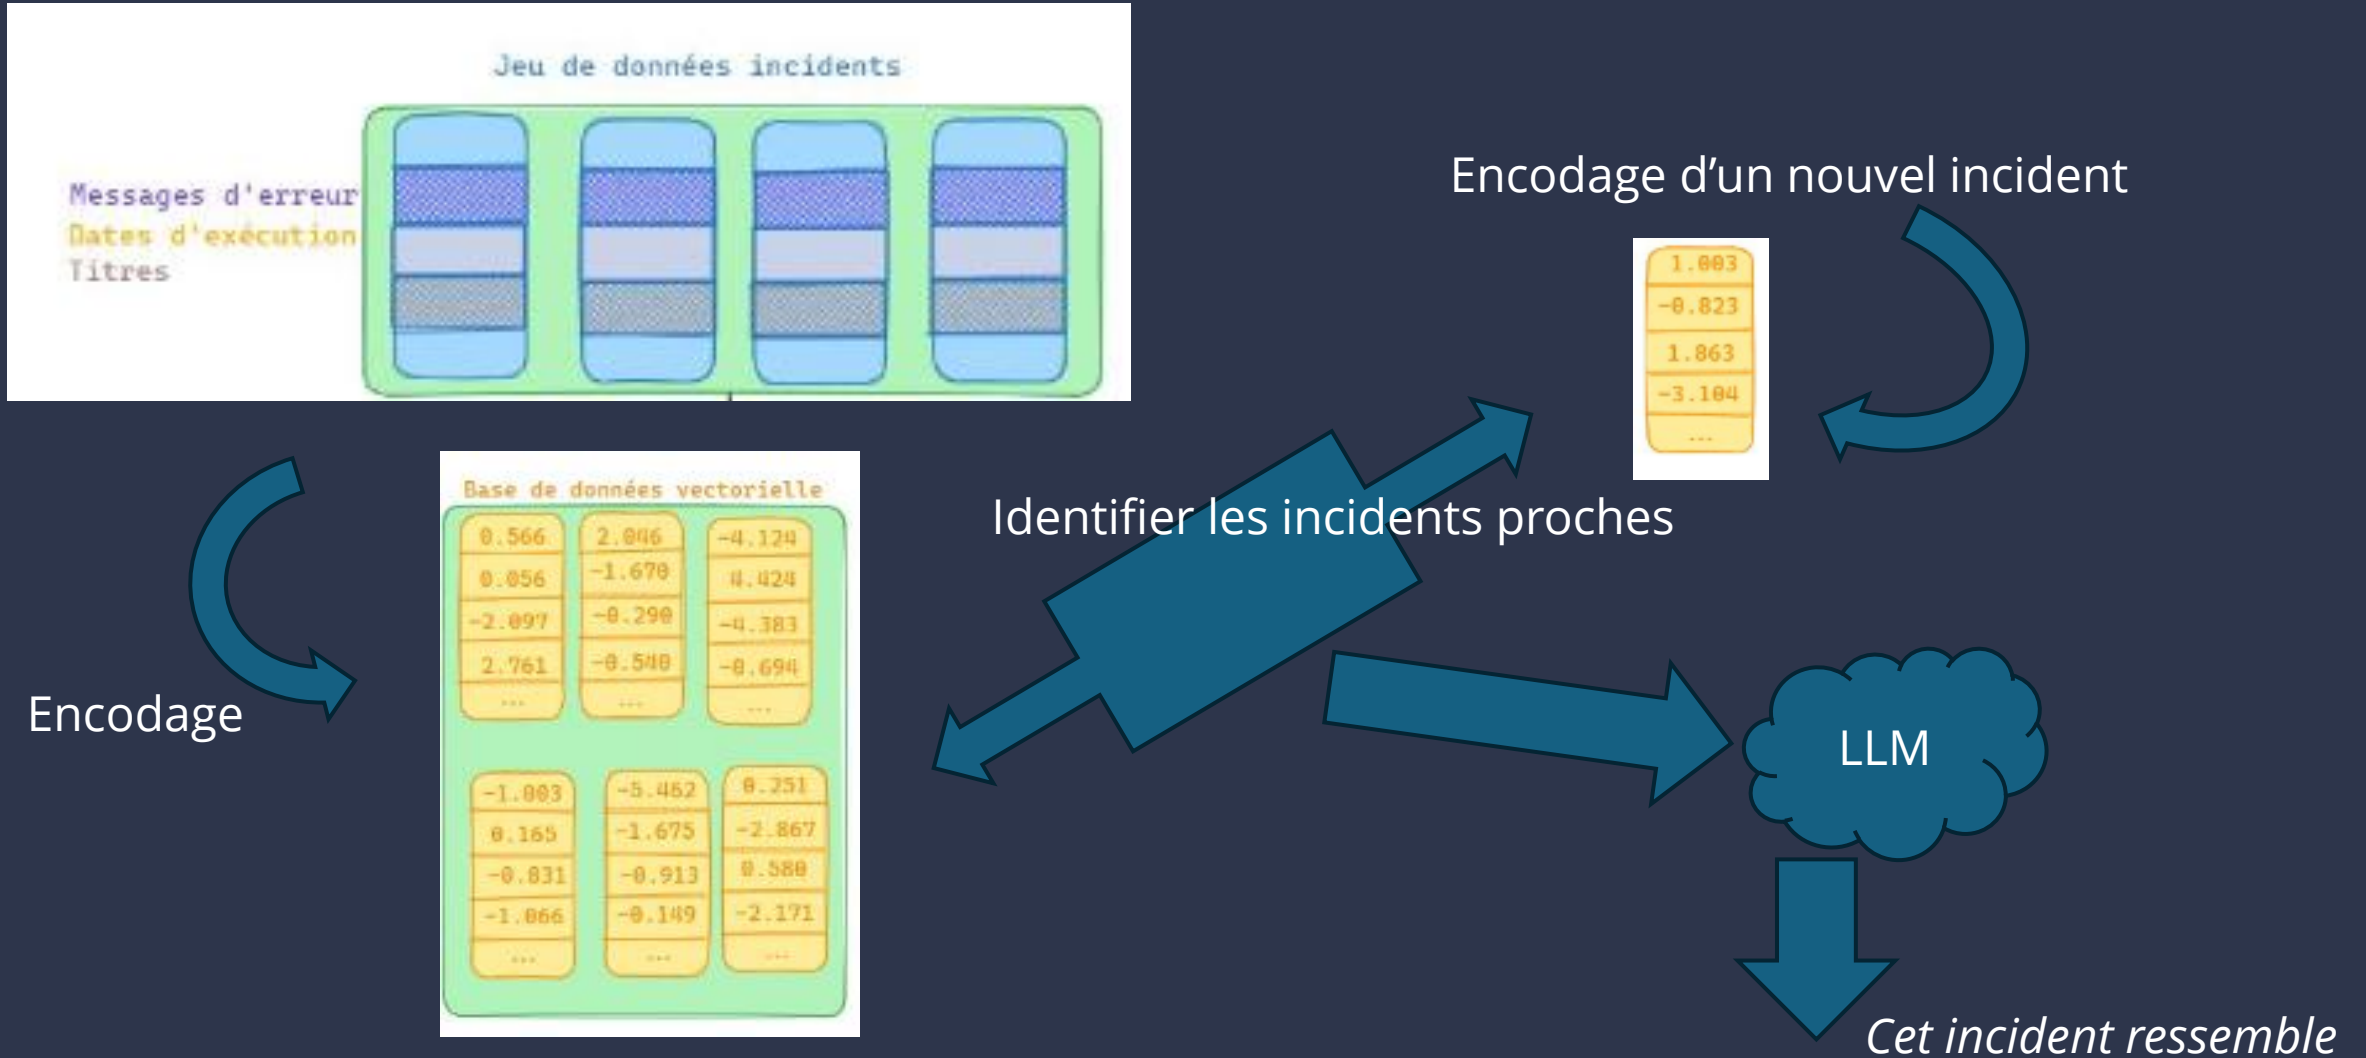 Jeu de données incidents
Messages d'erreur
Dates d'exécution
Titres
Encodage d'un nouvel incident
1.003
-0.823
1.863
-3.104
...
Identifier les incidents proches
Encodage
Base de données vectorielle
0.566 2.046 -4.124
0.056 -1.670 4.424
-2.097 -0.290 -4.383
2.761 -0.540 -0.694
... ... ...
-1.003 -5.462 0.251
0.165 -1.675 -2.867
-0.831 -0.913 0.580
-1.066 -0.149 -2.171
... ... ...
LLM
Cet incident ressemble